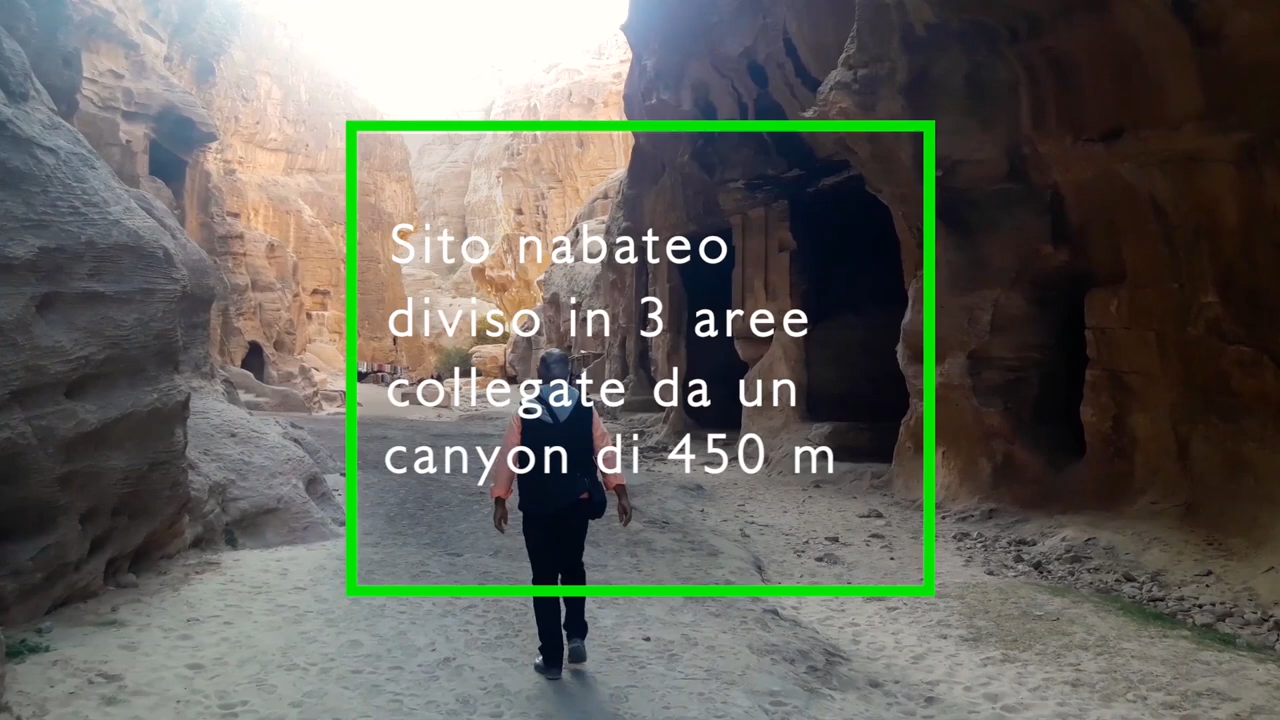 Sito nabateo
diviso in 3 aree
collegate da un
canyon di 450 m